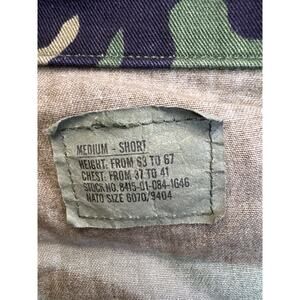 MEDIUM - SHORT
HEIGHT: FROM 63 TO 67
CHEST: FROM 37 TO 41
STOCK NO. 8415-01-084-1646
NATO SIZE 6070/9404